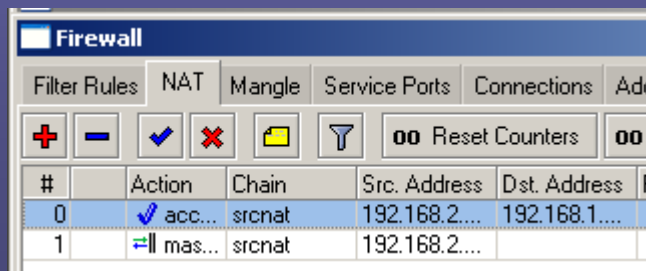 Firewall
Filter Rules NAT Mangle Service Ports Connections Ad
00 Reset Counters 00
# Action Chain Src. Address Dst. Address
0 acc... srcnat 192.168.2.... 192.168.1....
1 mas... srcnat 192.168.2....